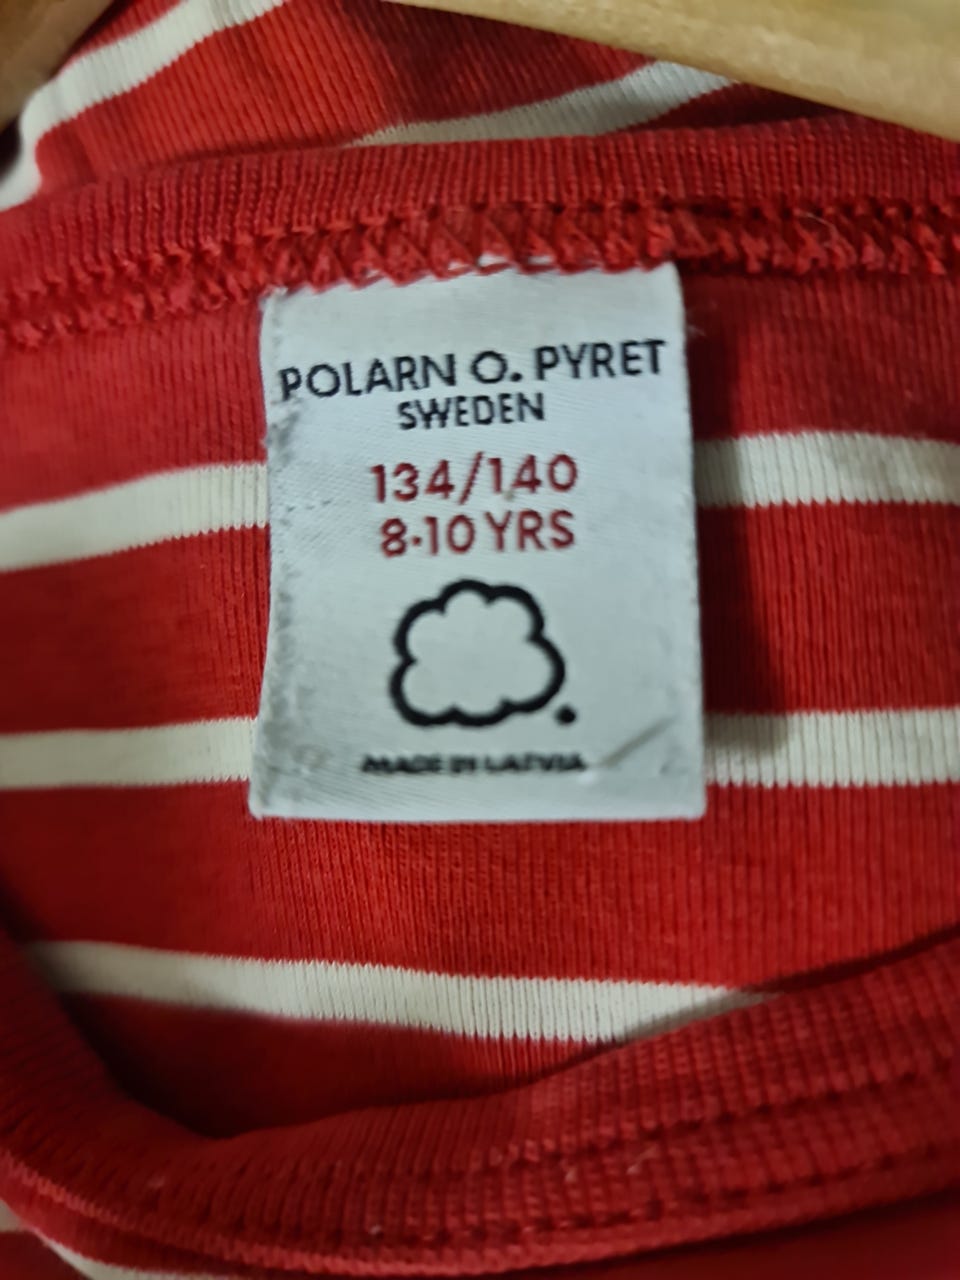 POLARN O. PYRET
SWEDEN
134/140
8-10 YRS
MADE IN LATVIA